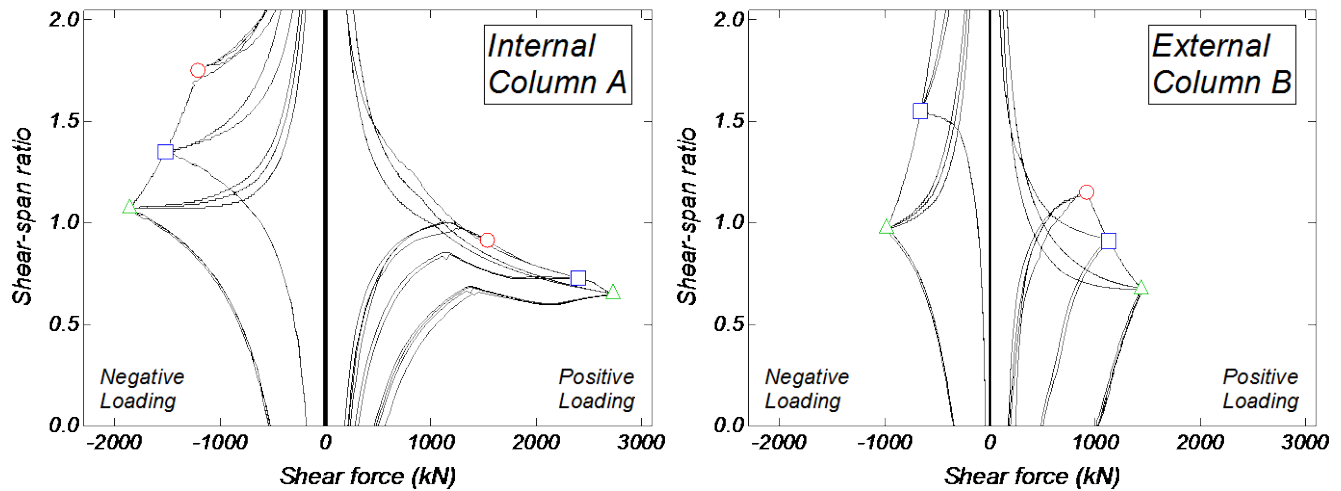 2.0
1.5
1.0
0.5
0.0
Shear-span ratio
Internal
Column A
Negative
Loading
Positive
Loading
-2000 -1000 0 1000 2000 3000
Shear force (kN)
2.0
1.5
1.0
0.5
0.0
Shear-span ratio
External
Column B
Negative
Loading
Positive
Loading
-2000 -1000 0 1000 2000 3000
Shear force (kN)